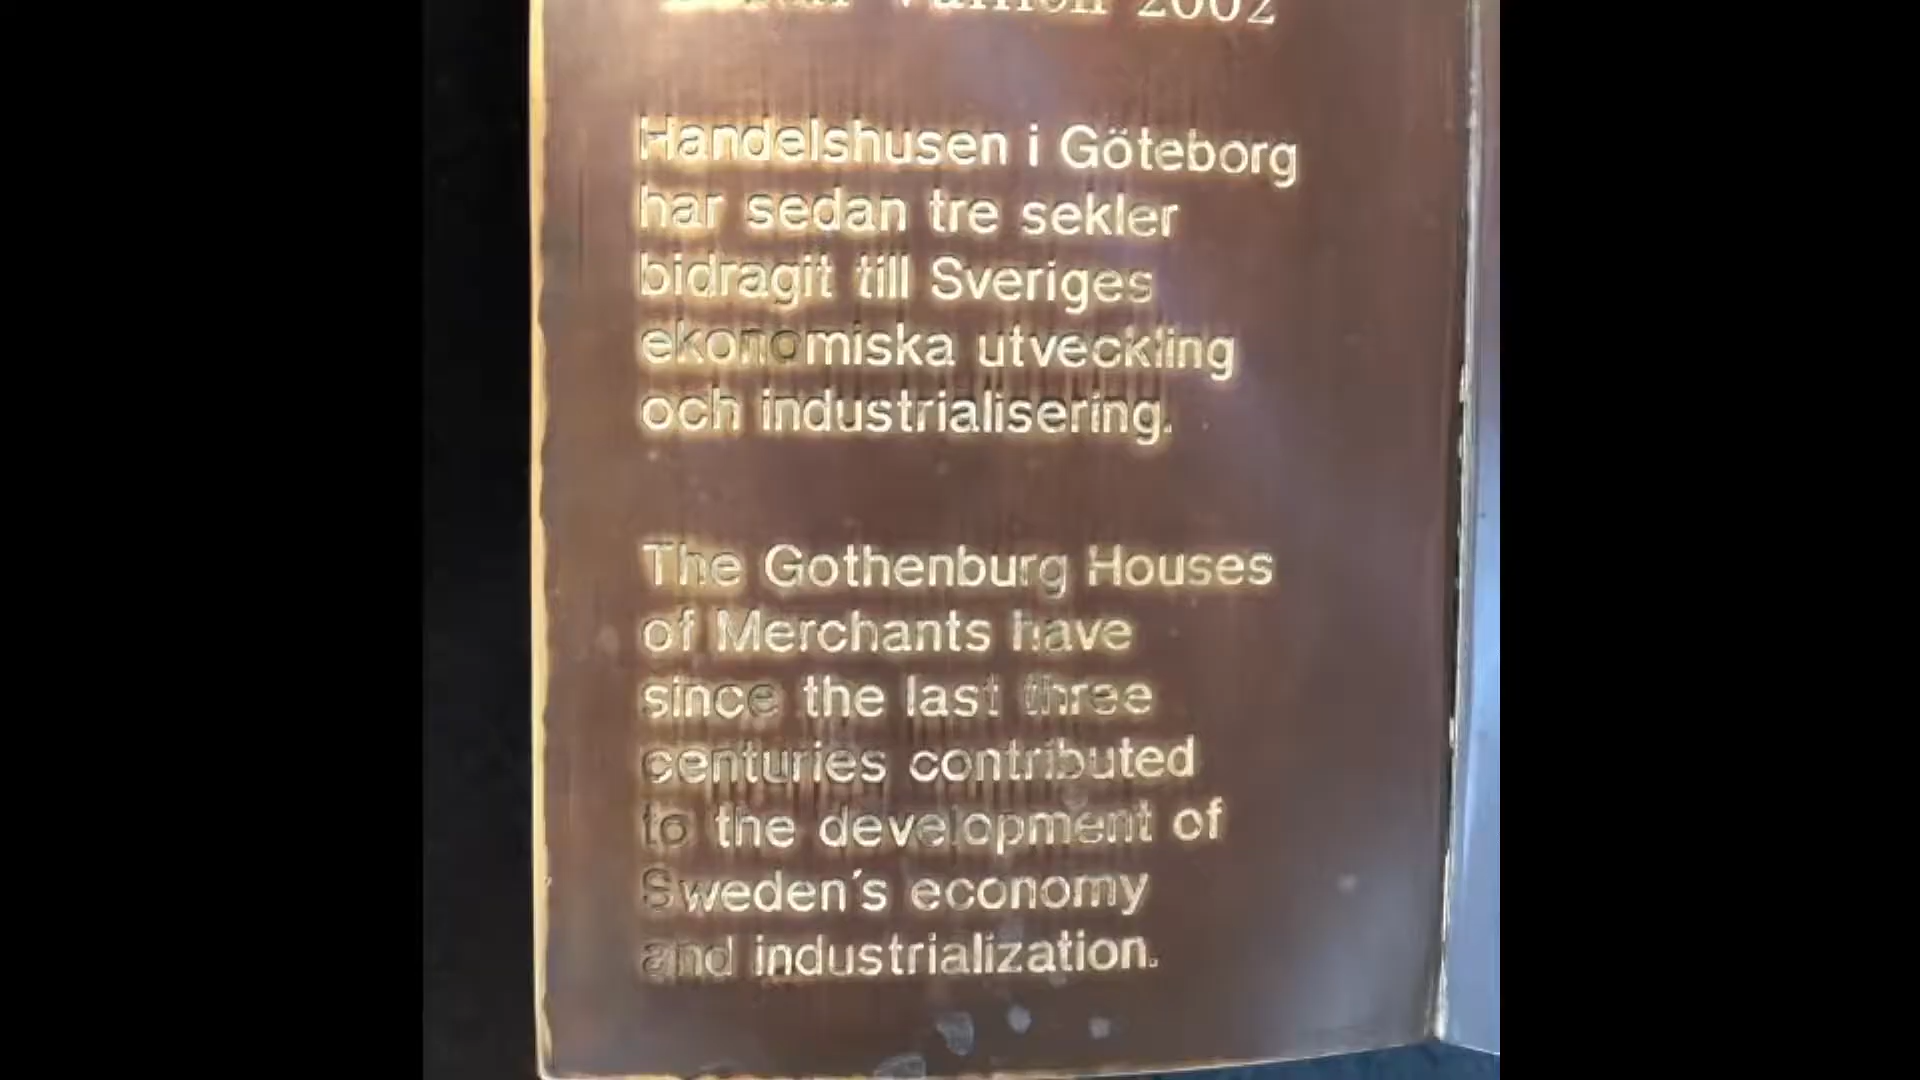 2002
Handelshusen i Göteborg
har sedan tre sekler
bidragit till Sveriges
ekonomiska utveckling
och industrialisering.
The Gothenburg Houses
of Merchants have
since the last three
centuries contributed
to the development of
Sweden´s economy
and industrialization.